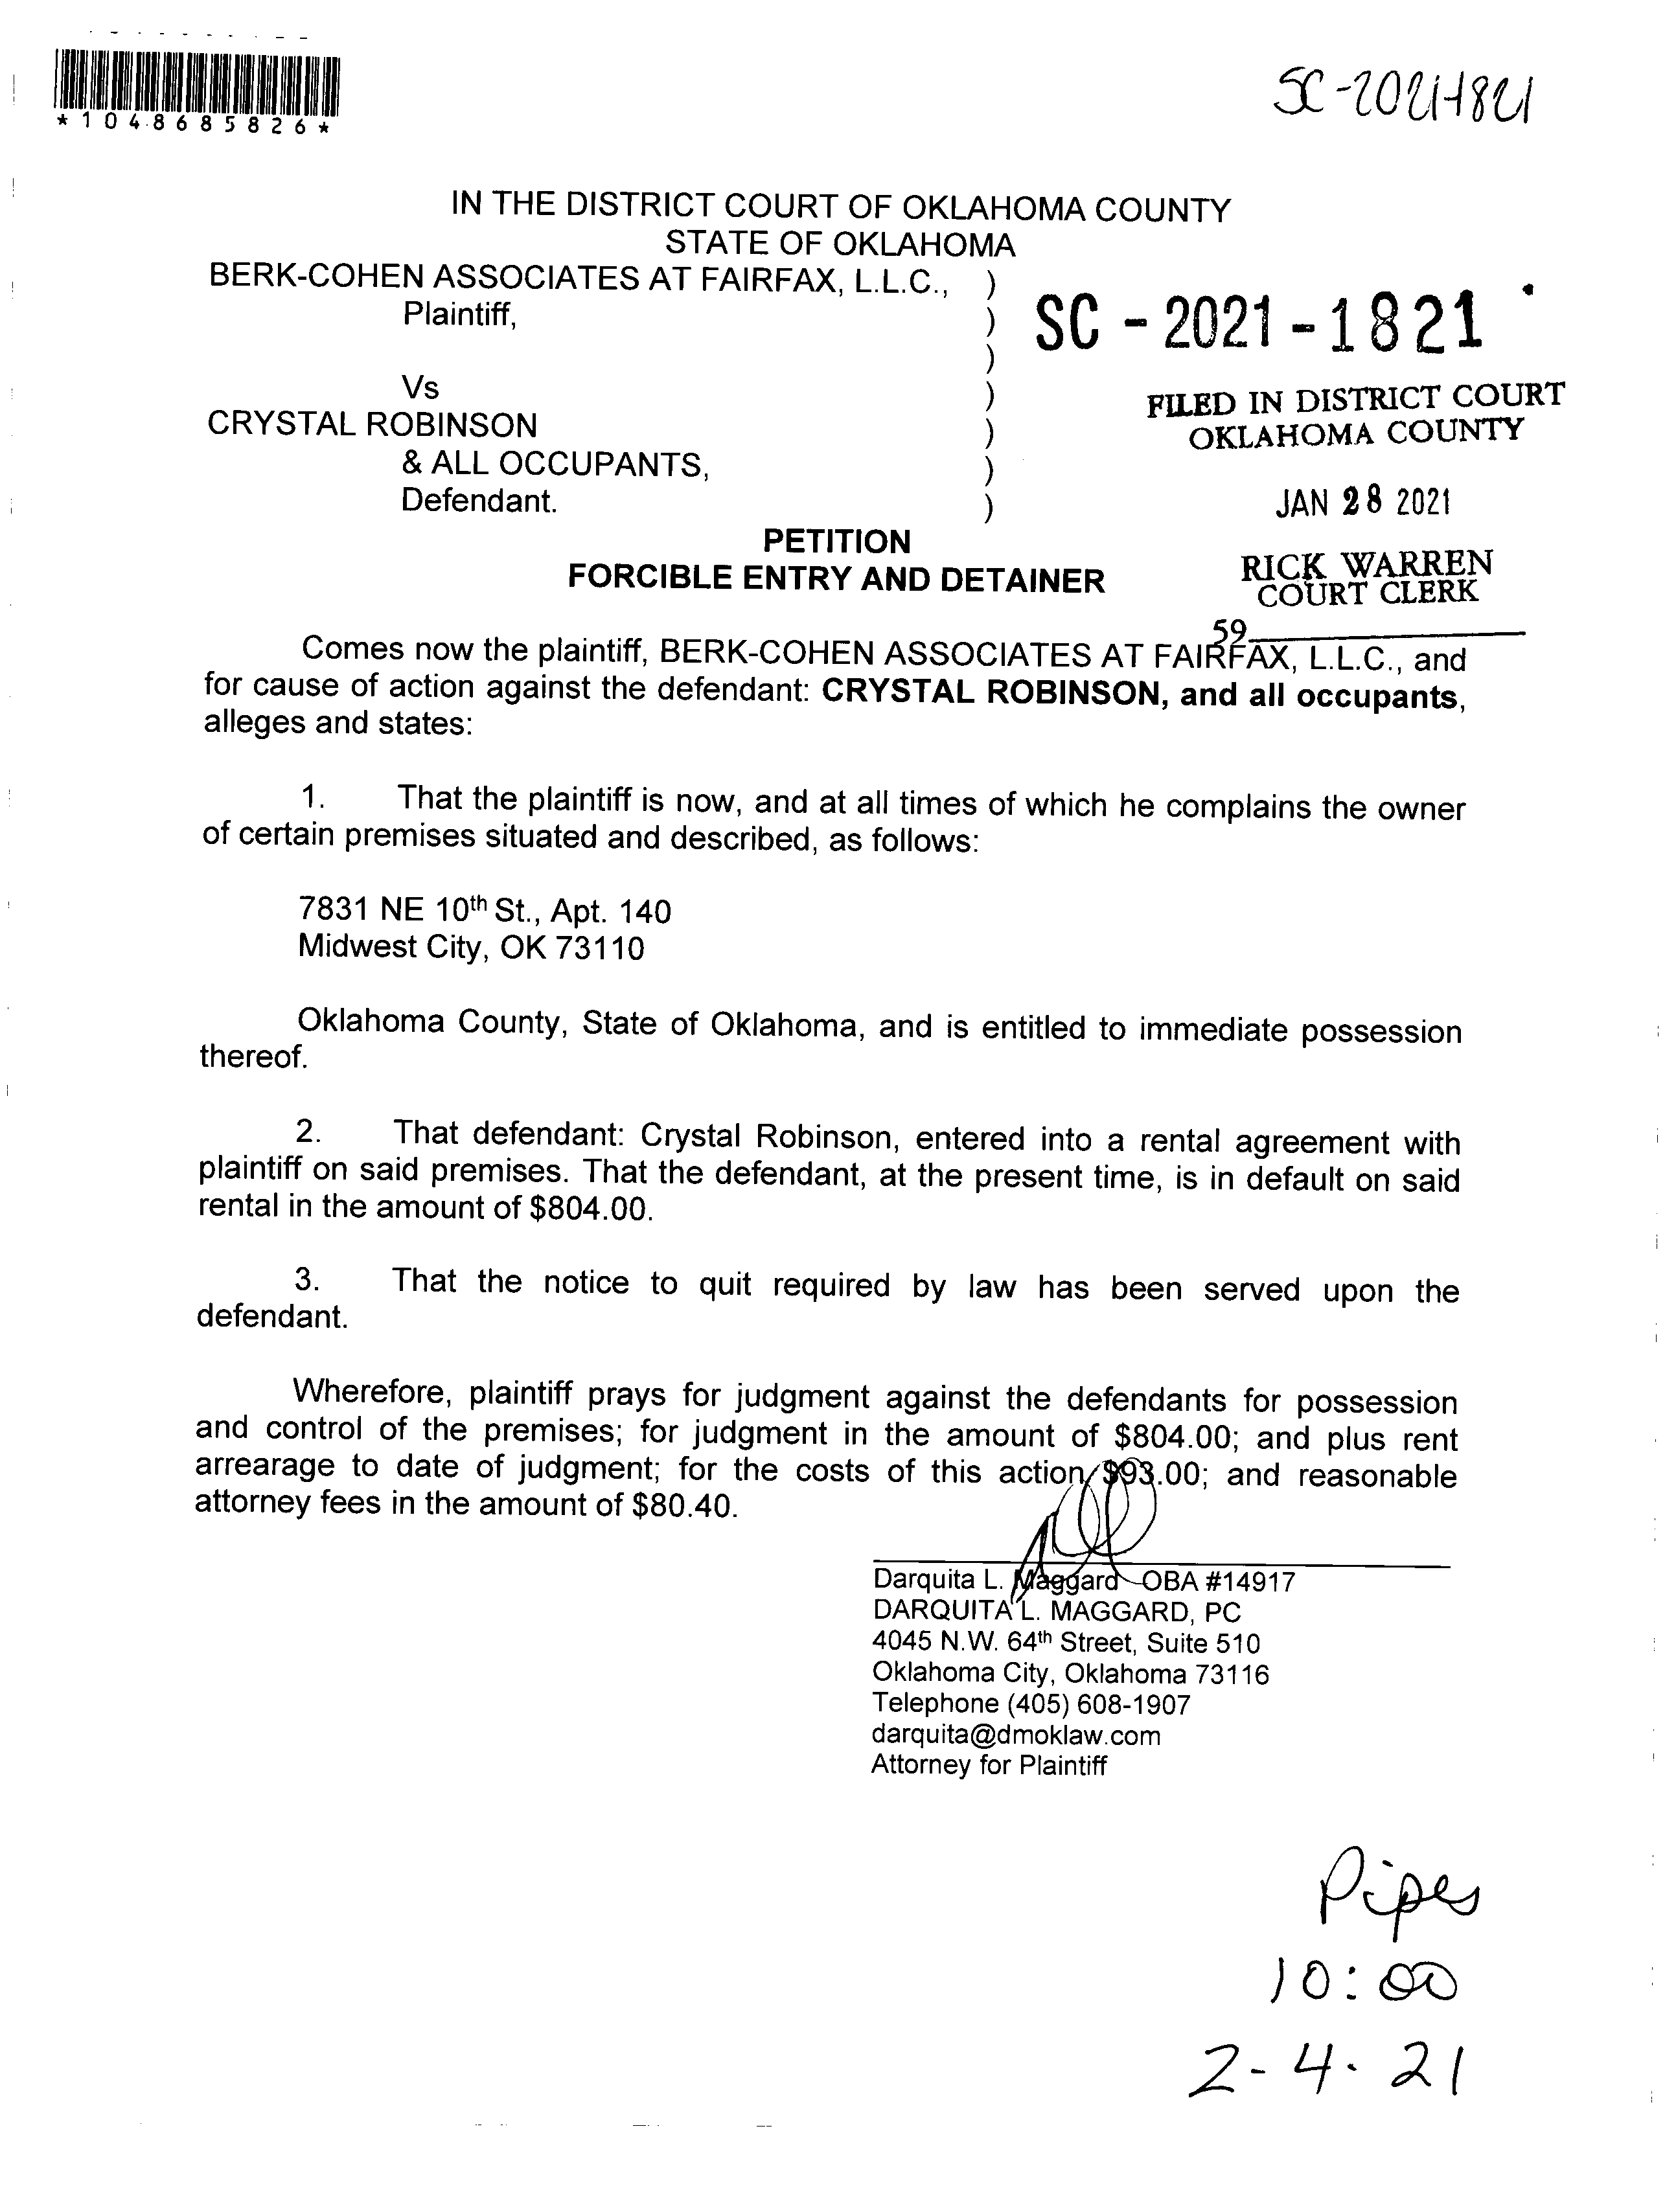 *1048685826*
SC-2021-1821
IN THE DISTRICT COURT OF OKLAHOMA COUNTY
STATE OF OKLAHOMA
BERK-COHEN ASSOCIATES AT FAIRFAX, L.L.C., )
Plaintiff, )
)
Vs )
CRYSTAL ROBINSON )
& ALL OCCUPANTS, )
Defendant. )
SC - 2021 - 1821
FILED IN DISTRICT COURT
OKLAHOMA COUNTY
JAN 28 2021
RICK WARREN
COURT CLERK
59
PETITION
FORCIBLE ENTRY AND DETAINER
Comes now the plaintiff, BERK-COHEN ASSOCIATES AT FAIRFAX, L.L.C., and
for cause of action against the defendant: CRYSTAL ROBINSON, and all occupants,
alleges and states:
1. That the plaintiff is now, and at all times of which he complains the owner
of certain premises situated and described, as follows:
7831 NE 10th St., Apt. 140
Midwest City, OK 73110
Oklahoma County, State of Oklahoma, and is entitled to immediate possession
thereof.
2. That defendant: Crystal Robinson, entered into a rental agreement with
plaintiff on said premises. That the defendant, at the present time, is in default on said
rental in the amount of $804.00.
3. That the notice to quit required by law has been served upon the
defendant.
Wherefore, plaintiff prays for judgment against the defendants for possession
and control of the premises; for judgment in the amount of $804.00; and plus rent
arrearage to date of judgment; for the costs of this action $93.00; and reasonable
attorney fees in the amount of $80.40.
Darquita L. Maggard OBA #14917
DARQUITA L. MAGGARD, PC
4045 N.W. 64th Street, Suite 510
Oklahoma City, Oklahoma 73116
Telephone (405) 608-1907
darquita@dmoklaw.com
Attorney for Plaintiff
Pipes
10:00
2-4-21